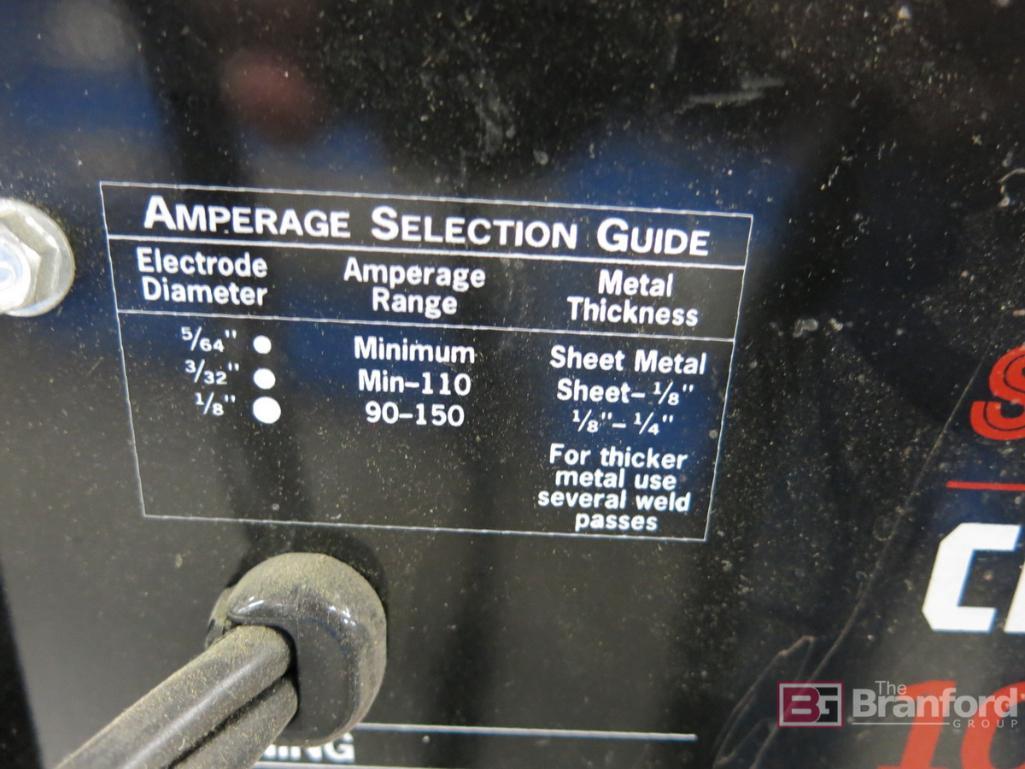 AMPERAGE SELECTION GUIDE
Electrode Diameter Amperage Range Metal Thickness
5/64" Minimum Sheet Metal
3/32" Min-110 Sheet- 1/8"
1/8" 90-150 1/8"- 1/4"
For thicker
metal use
several weld
passes
BG The Branford GROUP